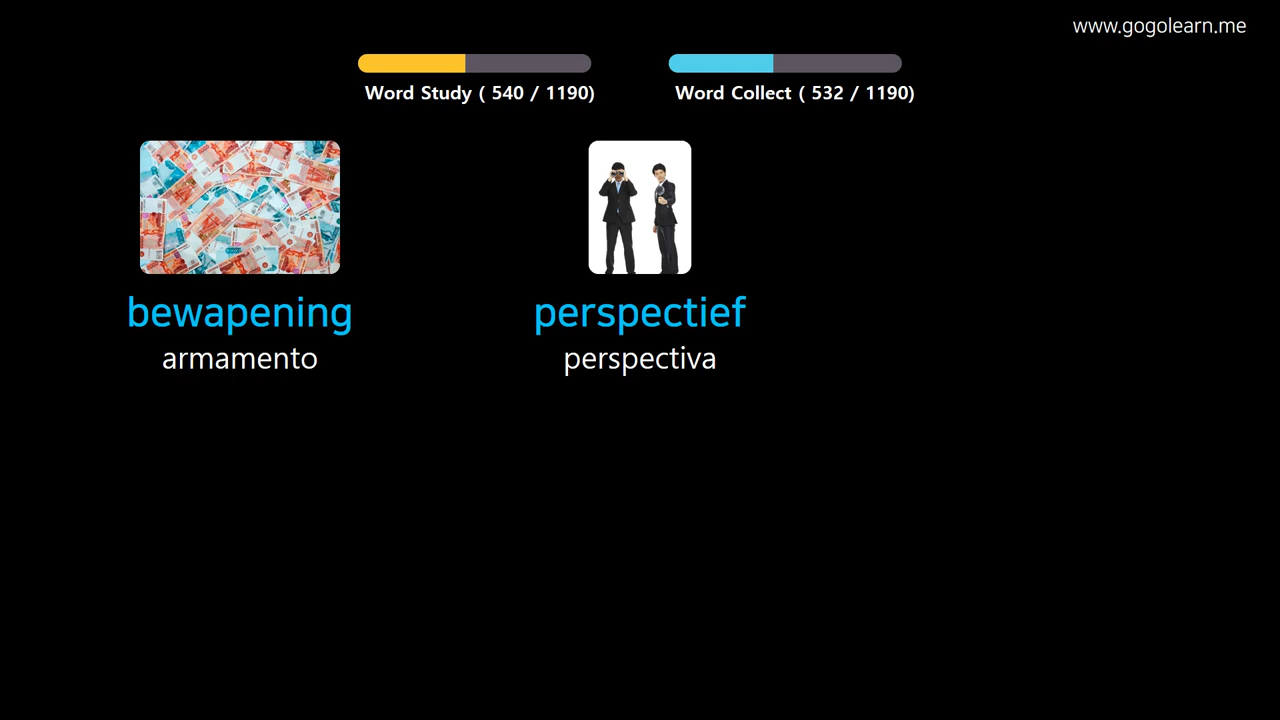 www.gogolearn.me
Word Study ( 540 / 1190)
Word Collect ( 532 / 1190)
bewapening
armamento
perspectief
perspectiva